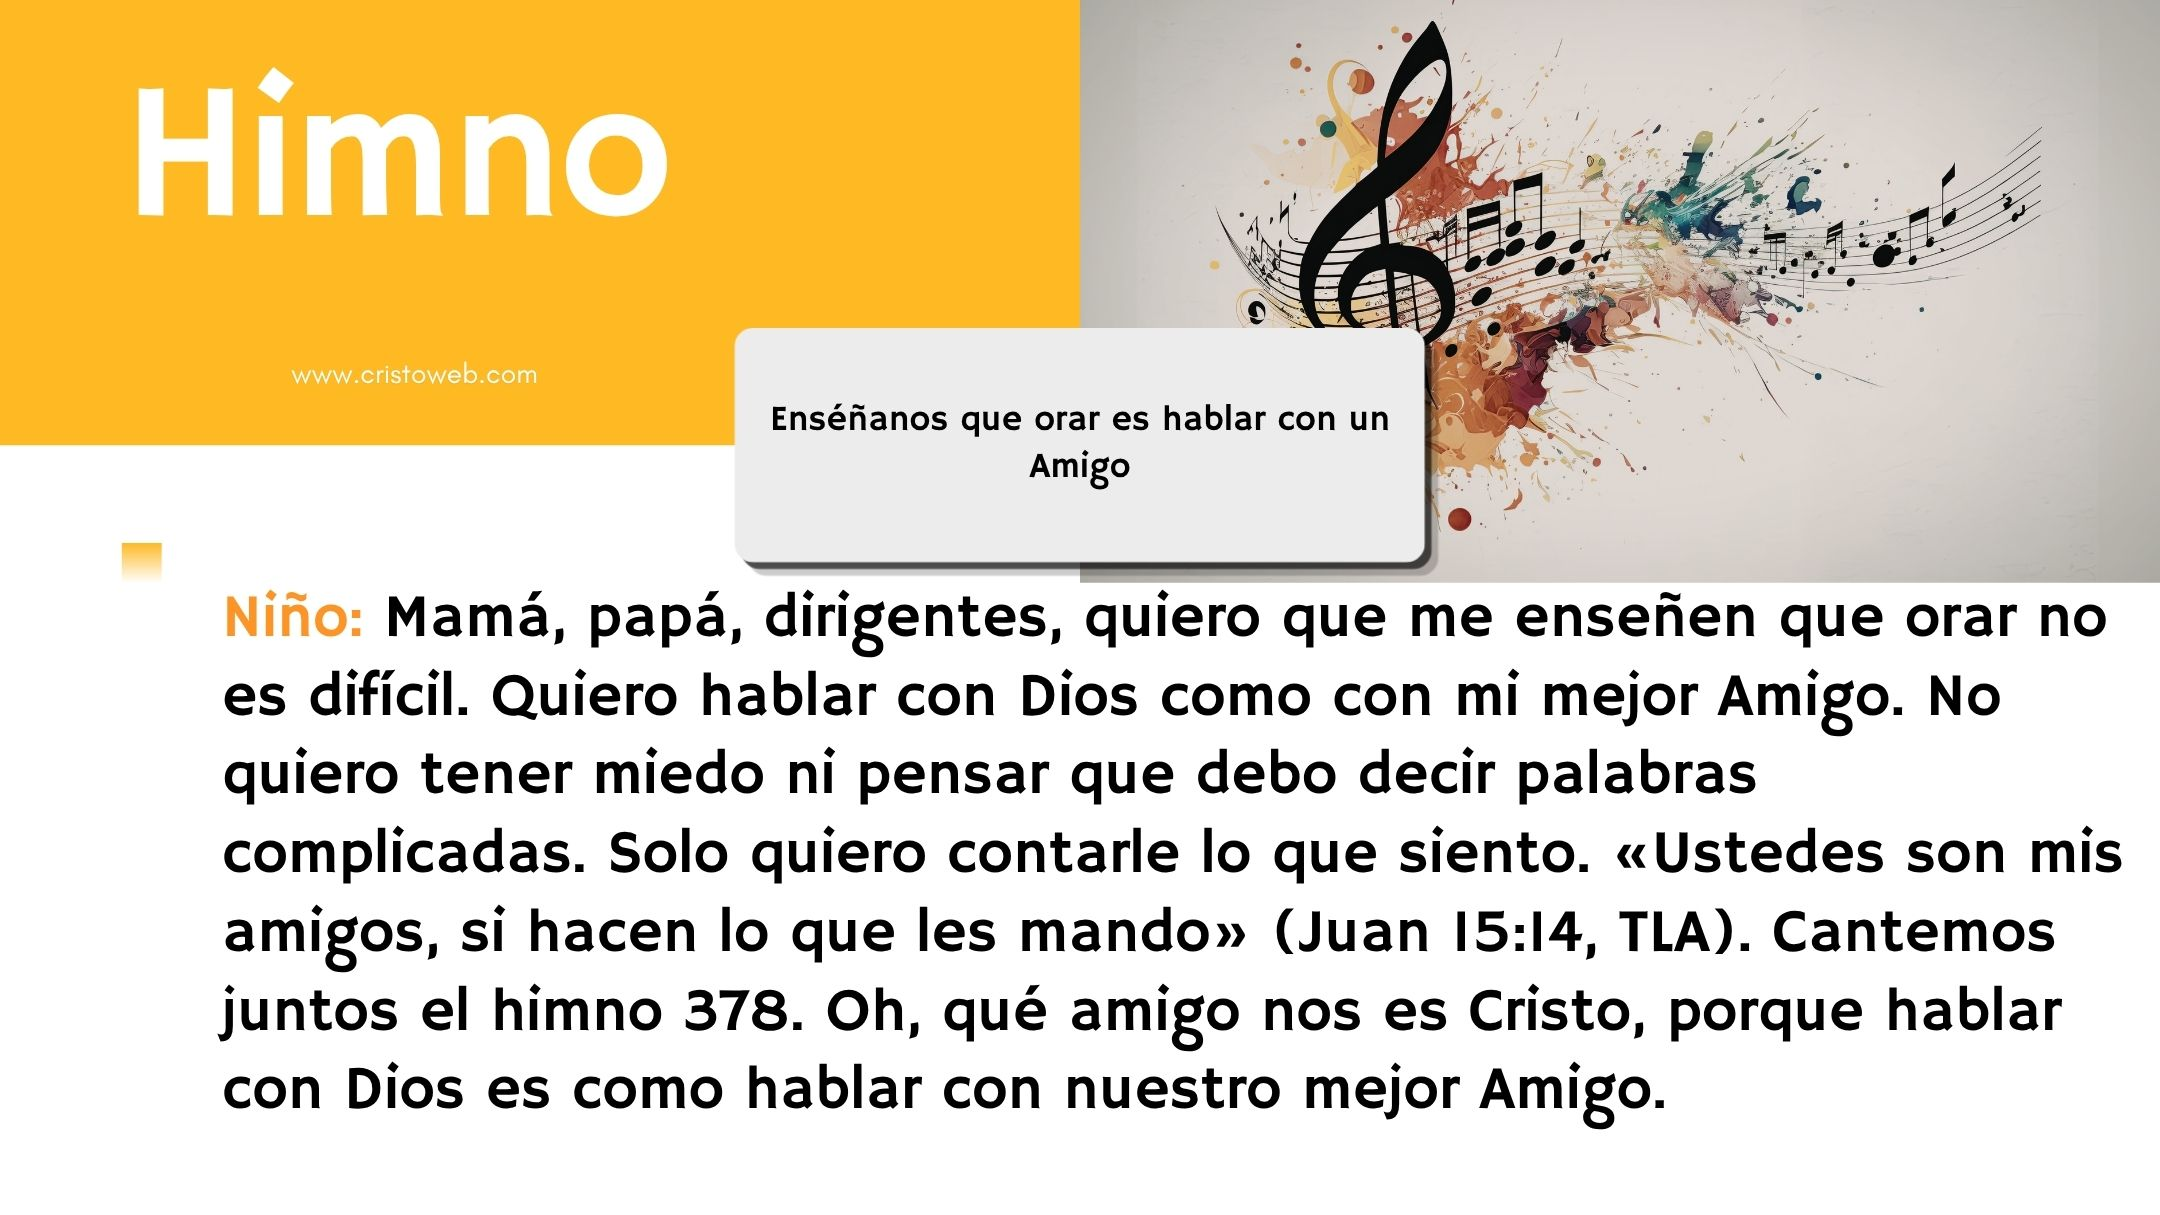 Himno
www.cristoweb.com
Enséñanos que orar es hablar con un
Amigo
Niño: Mamá, papá, dirigentes, quiero que me enseñen que orar no
es difícil. Quiero hablar con Dios como con mi mejor Amigo. No
quiero tener miedo ni pensar que debo decir palabras
complicadas. Solo quiero contarle lo que siento. «Ustedes son mis
amigos, si hacen lo que les mando» (Juan 15:14, TLA). Cantemos
juntos el himno 378. Oh, qué amigo nos es Cristo, porque hablar
con Dios es como hablar con nuestro mejor Amigo.